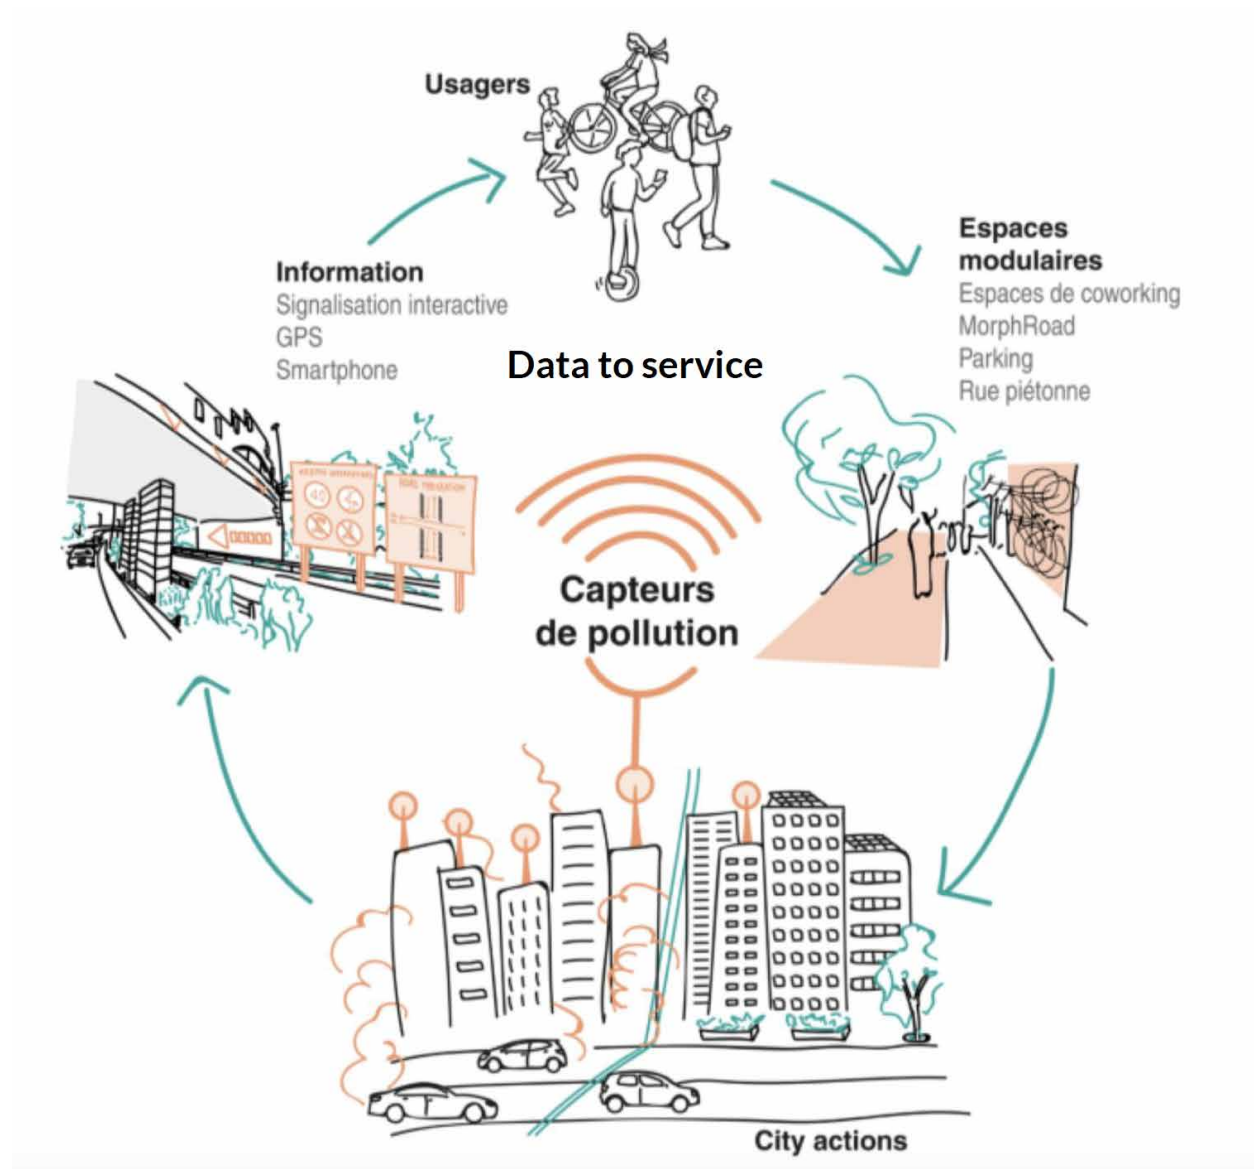 Usagers
Information
Signalisation interactive
GPS
Smartphone
Espaces
modulaires
Espaces de coworking
MorphRoad
Parking
Rue piétonne
Data to service
40
Capteurs
de pollution
City actions